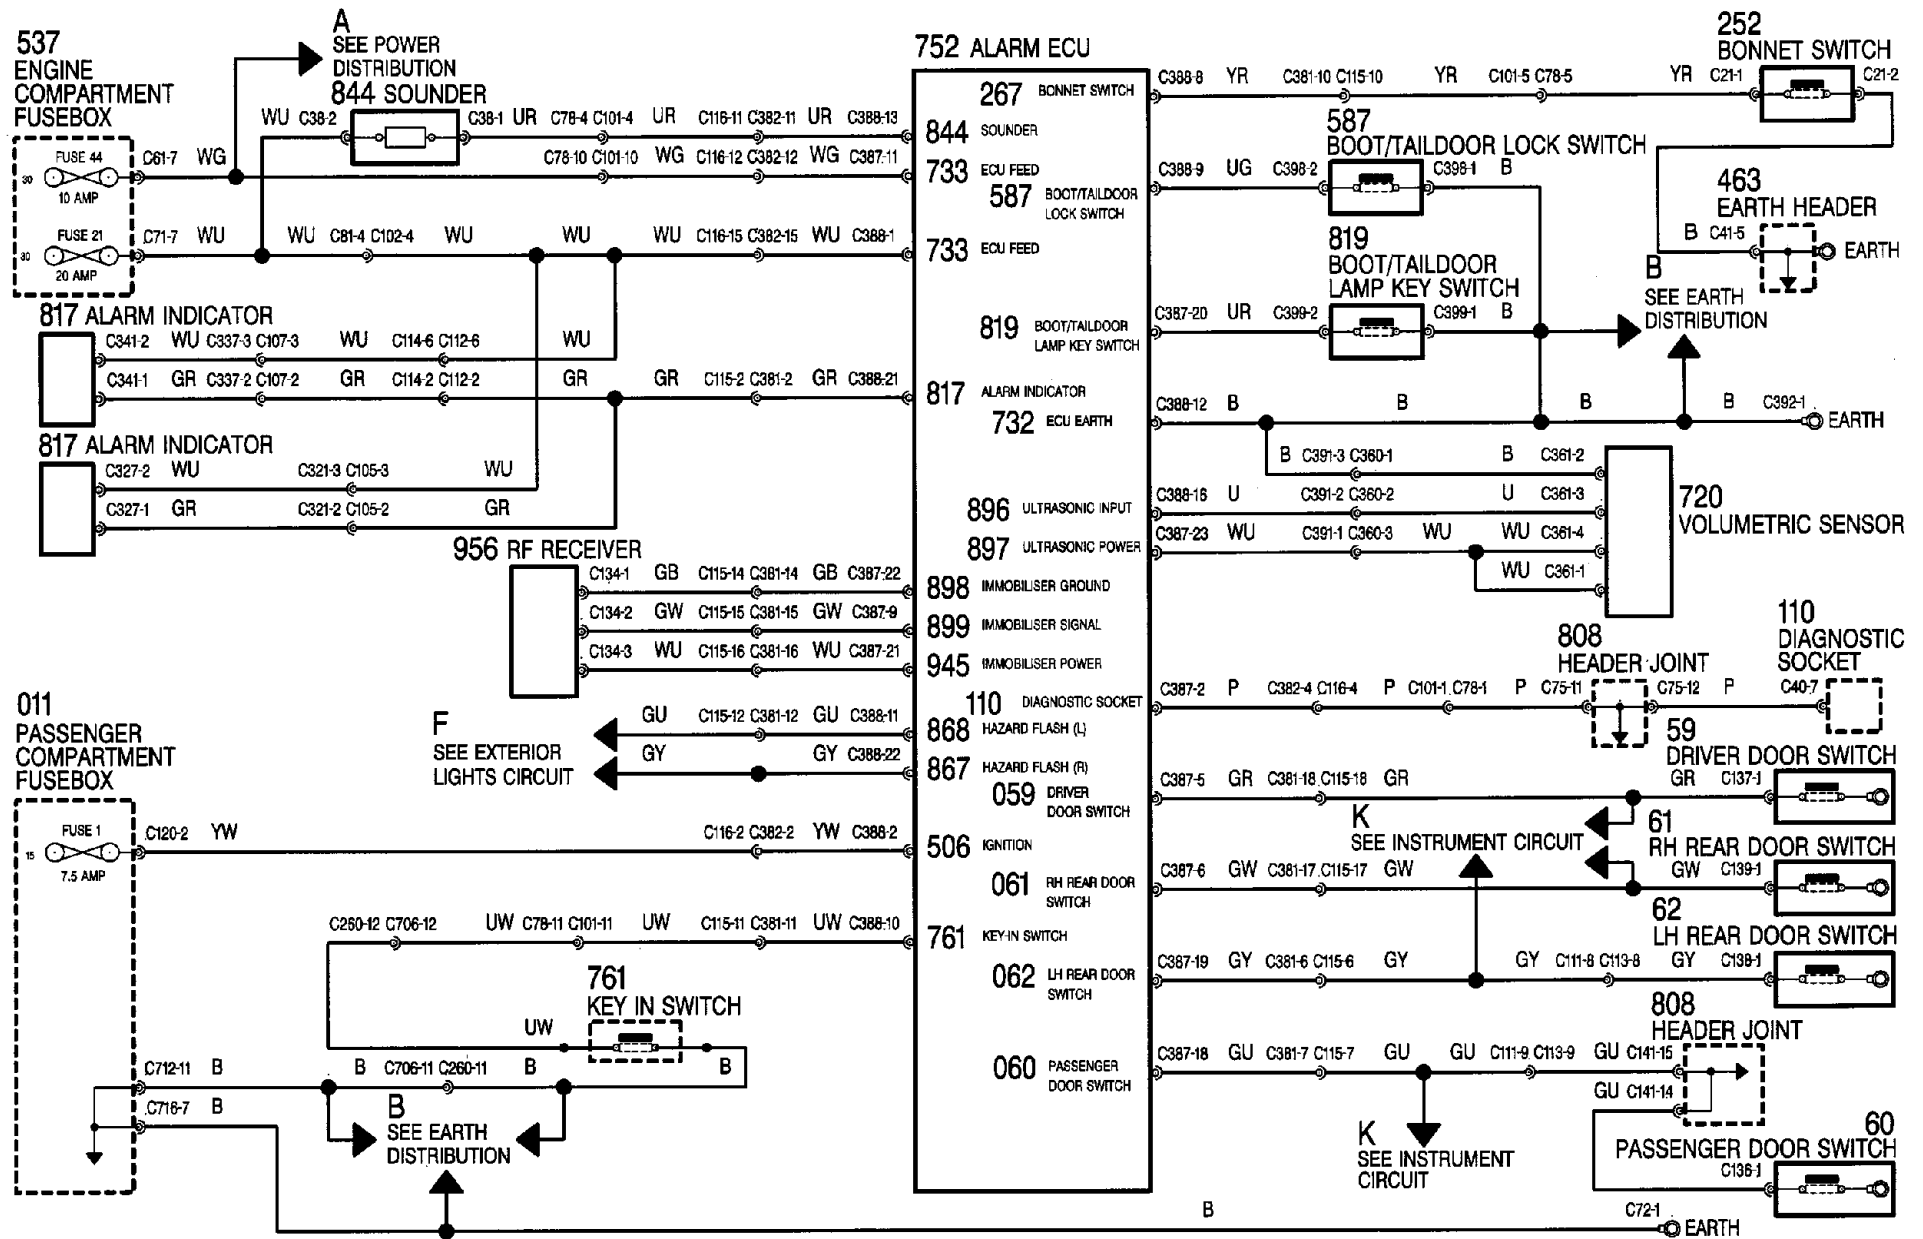 537
ENGINE
COMPARTMENT
FUSEBOX
A
SEE POWER
DISTRIBUTION
844 SOUNDER
WU C38-2
C38-1 UR C78-4 C101-4 UR C116-11 C382-11 UR C388-13
FUSE 44
30
10 AMP
C61-7 WG
C78-10 C101-10 WG C116-12 C382-12 WG C387-11
FUSE 21
30
20 AMP
C71-7 WU WU C81-4 C102-4 WU WU WU C116-15 C382-15 WU C388-1
817 ALARM INDICATOR
C341-2 WU C337-3 C107-3 WU C114-6 C112-6 WU
C341-1 GR C337-2 C107-2 GR C114-2 C112-2 GR GR C115-2 C381-2 GR C388-21
817 ALARM INDICATOR
C327-2 WU C321-3 C105-3 WU
C327-1 GR C321-2 C105-2 GR
956 RF RECEIVER
C134-1 GB C115-14 C381-14 GB C387-22
C134-2 GW C115-15 C381-15 GW C387-9
C134-3 WU C115-16 C381-16 WU C387-21
F
SEE EXTERIOR
LIGHTS CIRCUIT
GU C115-12 C381-12 GU C388-11
GY GY C388-22
011
PASSENGER
COMPARTMENT
FUSEBOX
FUSE 1
15
7.5 AMP
C120-2 YW C116-2 C382-2 YW C388-2
C260-12 C706-12 UW C78-11 C101-11 UW C115-11 C381-11 UW C388-10
761
KEY IN SWITCH
UW
C712-11 B B C706-11 C260-11 B B
C716-7 B
B
SEE EARTH
DISTRIBUTION
752 ALARM ECU
267 BONNET SWITCH
844 SOUNDER
733 ECU FEED
587 BOOT/TAILDOOR
LOCK SWITCH
733 ECU FEED
819 BOOT/TAILDOOR
LAMP KEY SWITCH
817 ALARM INDICATOR
732 ECU EARTH
896 ULTRASONIC INPUT
897 ULTRASONIC POWER
898 IMMOBILISER GROUND
899 IMMOBILISER SIGNAL
945 IMMOBILISER POWER
110 DIAGNOSTIC SOCKET
868 HAZARD FLASH (L)
867 HAZARD FLASH (R)
059 DRIVER
DOOR SWITCH
506 IGNITION
061 RH REAR DOOR
SWITCH
761 KEY-IN SWITCH
062 LH REAR DOOR
SWITCH
060 PASSENGER
DOOR SWITCH
252
BONNET SWITCH
C388-8 YR C381-10 C115-10 YR C101-5 C78-5 YR C21-1 C21-2
587
BOOT/TAILDOOR LOCK SWITCH
C388-9 UG C398-2 C398-1 B
463
EARTH HEADER
B C41-5 EARTH
819
BOOT/TAILDOOR
LAMP KEY SWITCH
C387-20 UR C399-2 C399-1 B
B
SEE EARTH
DISTRIBUTION
C388-12 B B B B C392-1 EARTH
B C391-3 C360-1 B C361-2
C388-16 U C391-2 C360-2 U C361-3
C387-23 WU C391-1 C360-3 WU WU C361-4
WU C361-1
720
VOLUMETRIC SENSOR
808
HEADER JOINT
110
DIAGNOSTIC
SOCKET
C387-2 P C382-4 C116-4 P C101-1 C78-1 P C75-11 C75-12 P C40-7
59
DRIVER DOOR SWITCH
C387-5 GR C381-18 C115-18 GR GR C137-1
K
SEE INSTRUMENT CIRCUIT
61
RH REAR DOOR SWITCH
C387-6 GW C381-17 C115-17 GW GW C139-1
62
LH REAR DOOR SWITCH
C387-19 GY C381-6 C115-6 GY GY C111-8 C113-8 GY C138-1
808
HEADER JOINT
C387-18 GU C381-7 C115-7 GU GU C111-9 C113-9 GU C141-15
GU C141-14
K
SEE INSTRUMENT
CIRCUIT
60
PASSENGER DOOR SWITCH
C136-1
B C72-1 EARTH